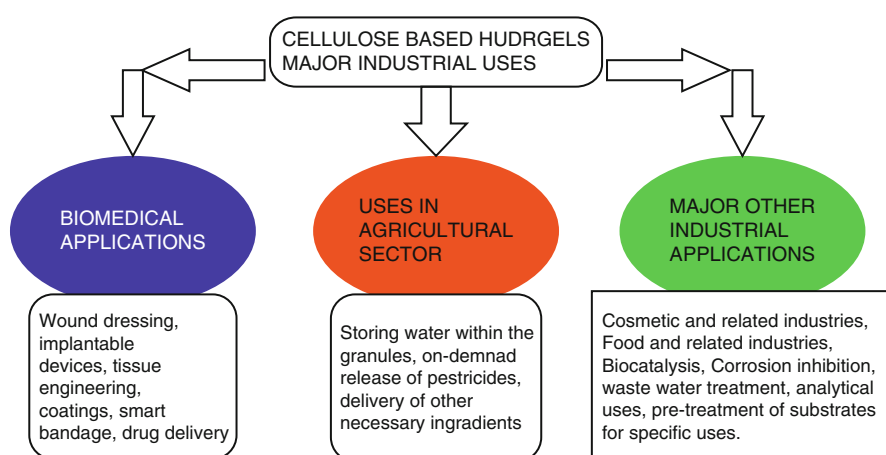 CELLULOSE BASED HUDRGELS
MAJOR INDUSTRIAL USES
BIOMEDICAL
APPLICATIONS
USES IN
AGRICULTURAL
SECTOR
MAJOR OTHER
INDUSTRIAL
APPLICATIONS
Wound dressing,
implantable
devices, tissue
engineering,
coatings, smart
bandage, drug delivery
Storing water within the
granules, on-demnad
release of pestricides,
delivery of other
necessary ingradients
Cosmetic and related industries,
Food and related industries,
Biocatalysis, Corrosion inhibition,
waste water treatment, analytical
uses, pre-treatment of substrates
for specific uses.